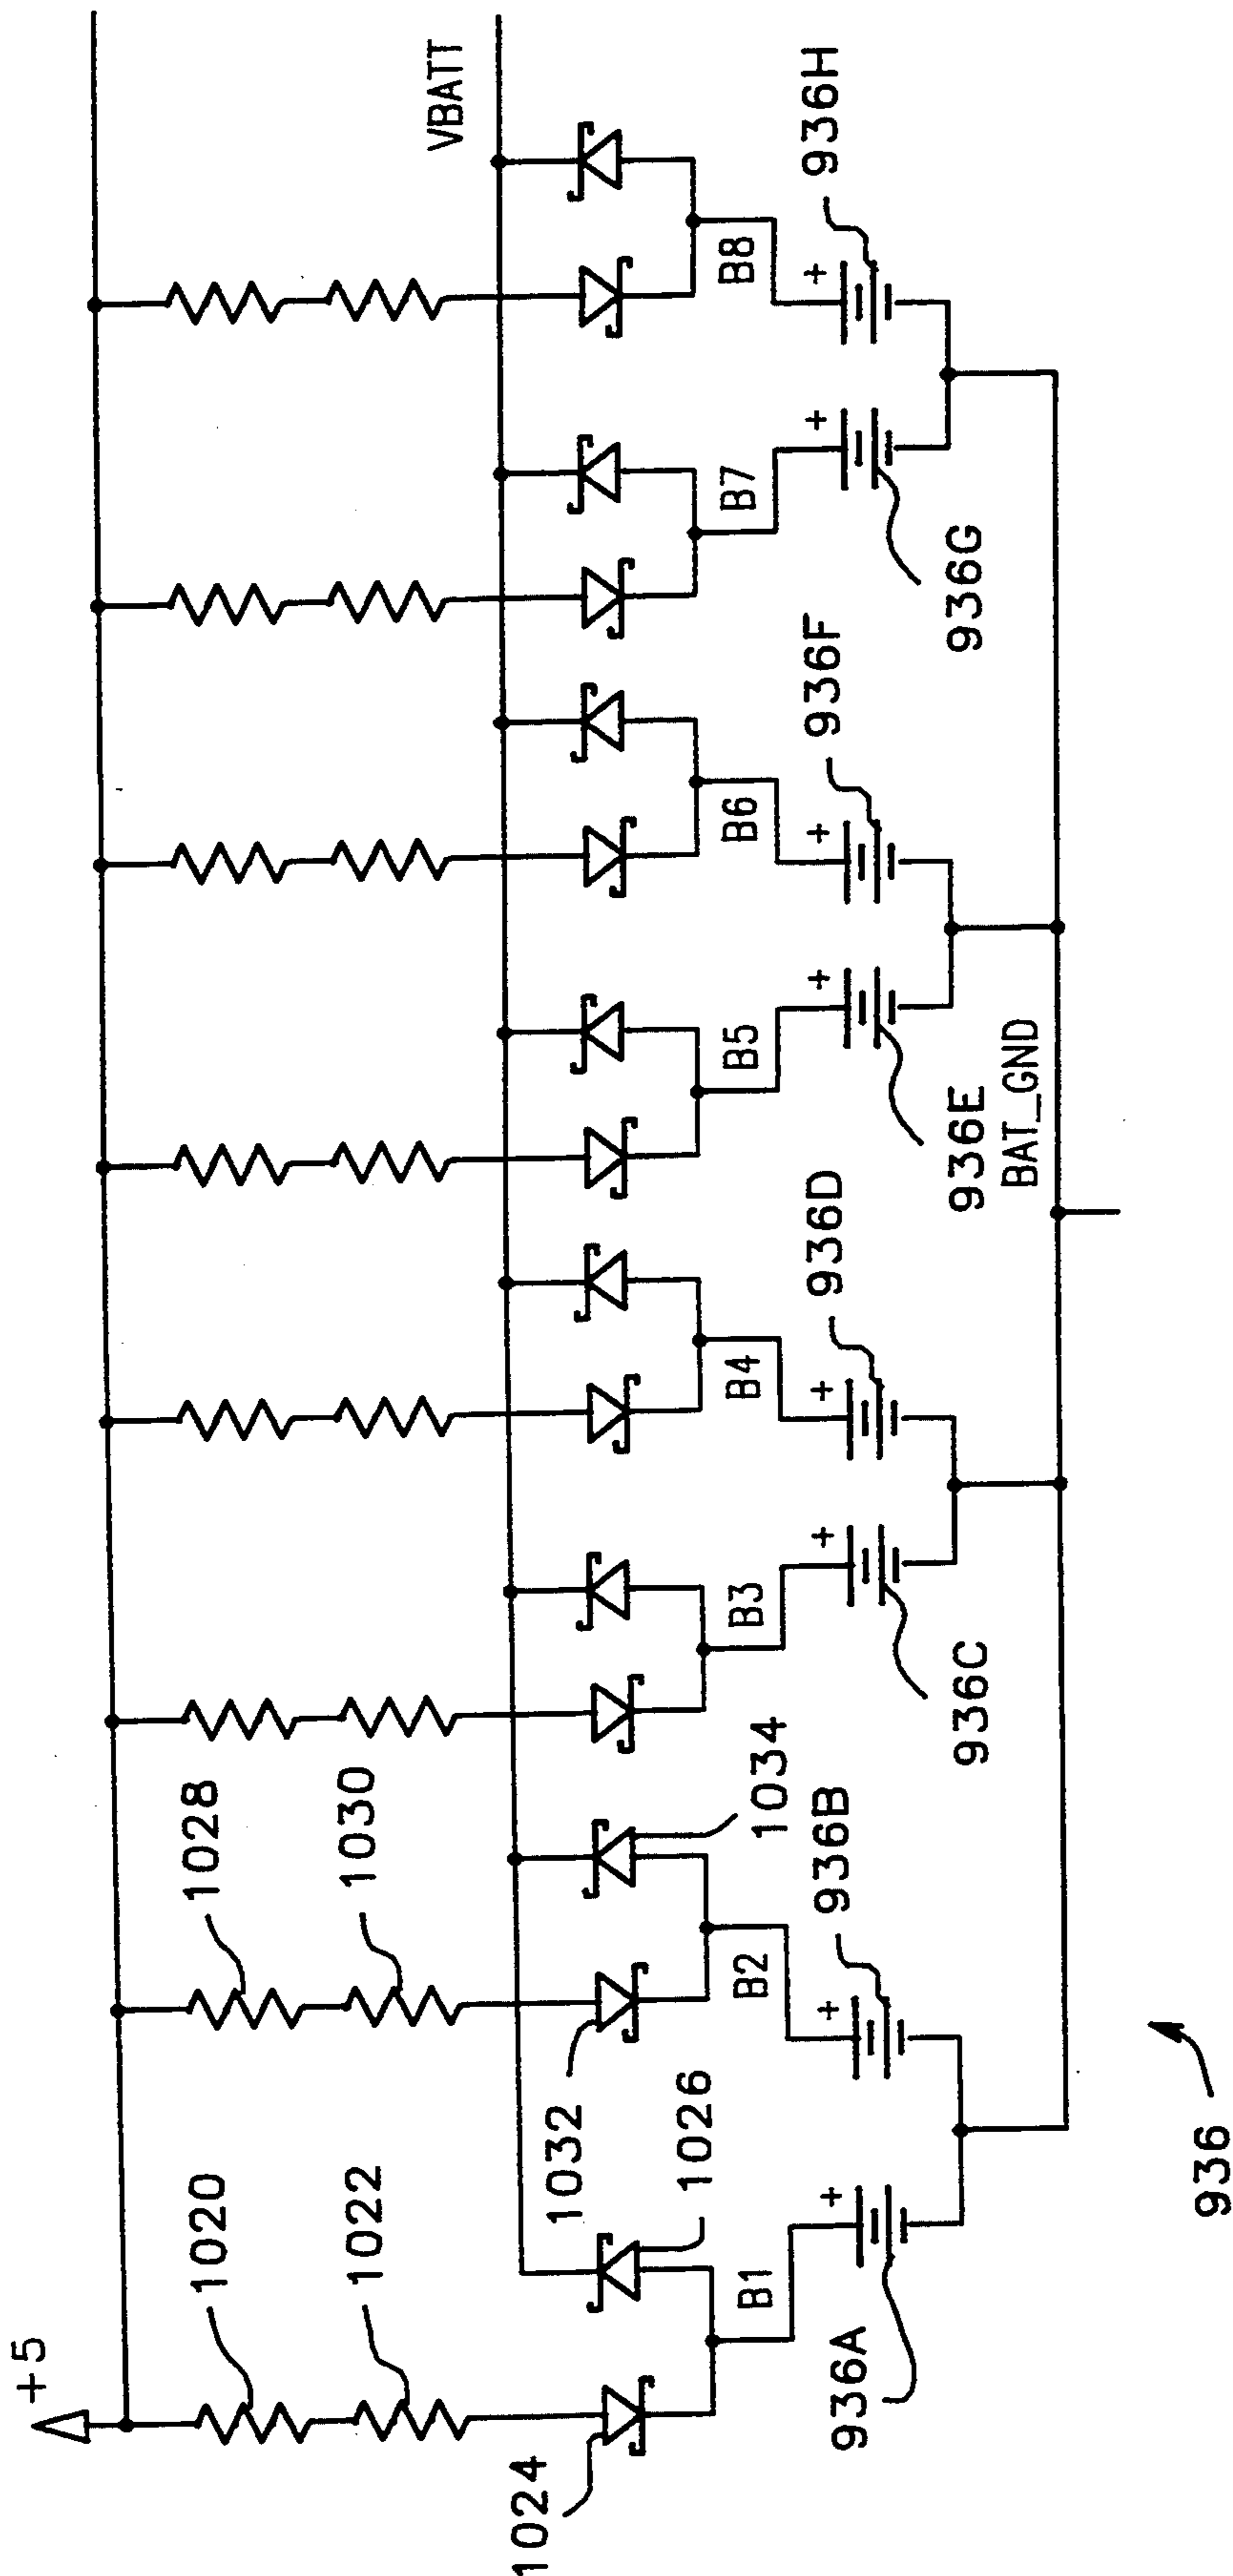 +5
VBATT
1020
1022
1028
1030
1024
1026
1032
1034
B1
B2
B3
B4
B5
B6
B7
B8
936A
936B
936C
936D
936E
936F
936G
936H
BAT_GND
936